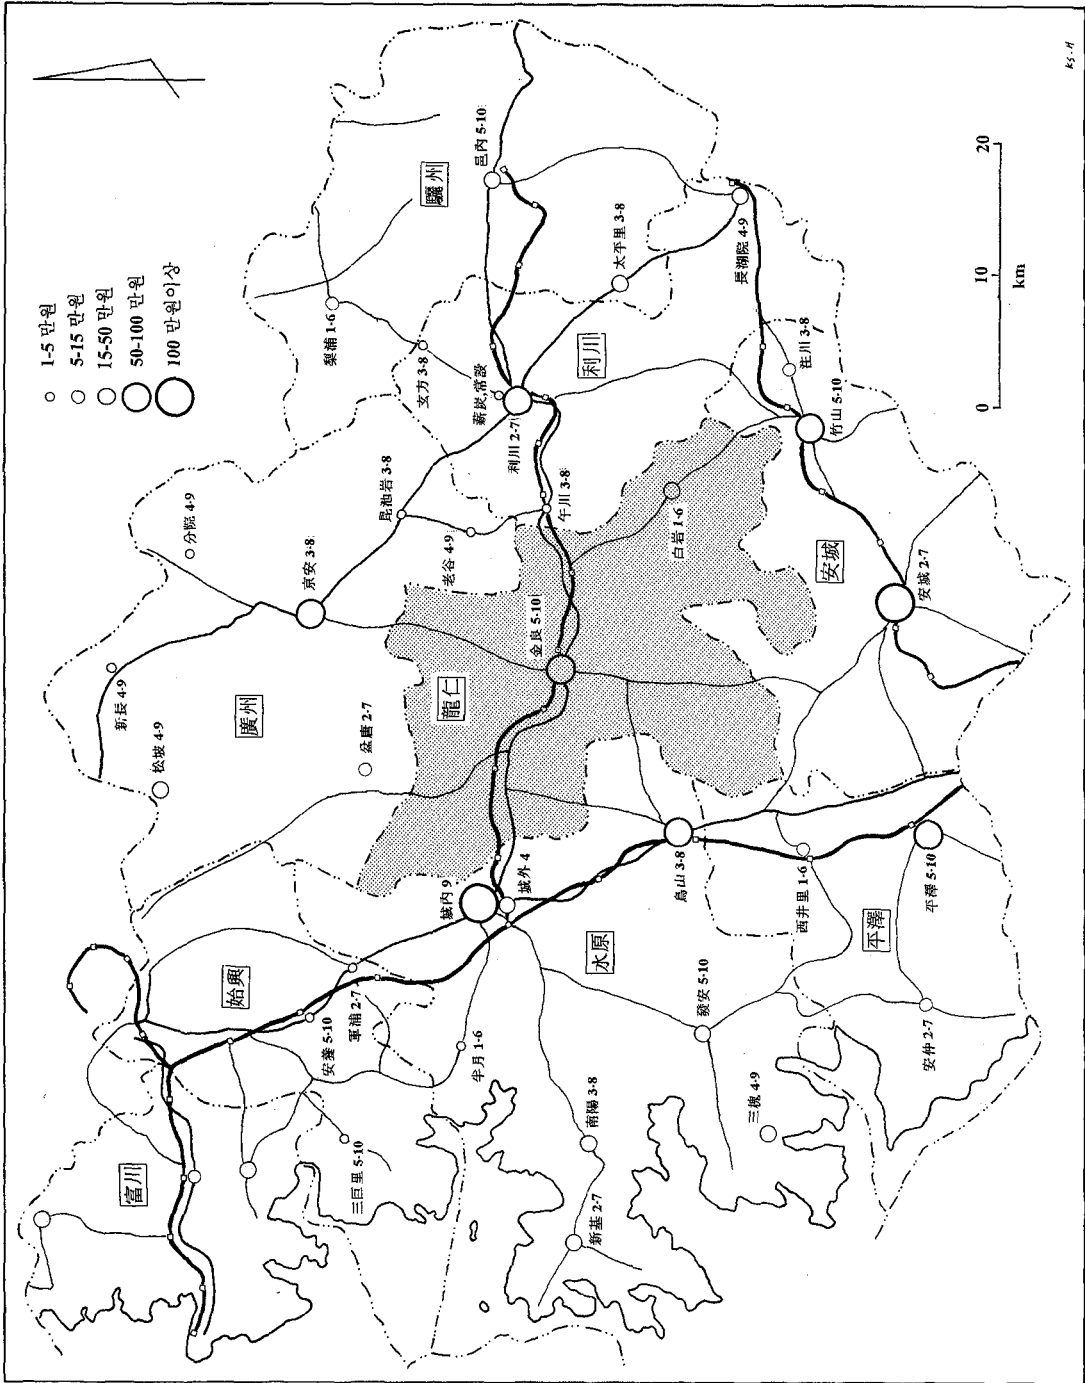 1-5 만원
5-15 만원
15-50 만원
50-100 만원
100 만원이상
富川
始興
三巨里 5-10
安養 5-10
軍浦 2-7
半月 1-6
松坡 4-9
新長 4-9
廣州
盆唐 2-7
分院 4-9
京安 3-8
昆池岩 3-8
老谷 4-9
梨浦 1-6
玄方 3-8
驪州
邑內 5-10
薪炭,常設
利川 2-7
利川
太平里 3-8
長湖院 4-9
午川 3-8
龍仁
金良 5-10
白岩 1-6
城內 9
城外 4
水原
烏山 3-8
南陽 3-8
新基 2-7
發安 5-10
三槐 4-9
西井里 1-6
平澤
平澤 5-10
安仲 2-7
安城
安城 2-7
竹山 5-10
注川 3-8
0 10 20
km
KS.H